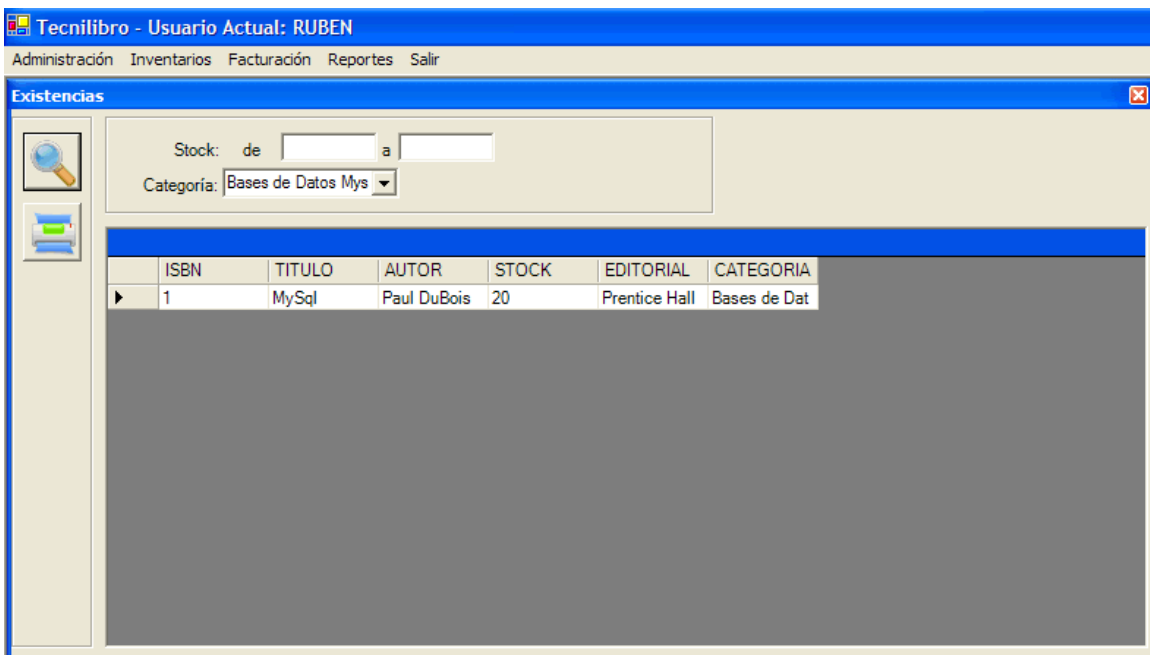 Tecnilibro - Usuario Actual: RUBEN
Administración Inventarios Facturación Reportes Salir
Existencias
Stock: de a
Categoría: Bases de Datos Mys
ISBN TITULO AUTOR STOCK EDITORIAL CATEGORIA
1 MySql Paul DuBois 20 Prentice Hall Bases de Dat